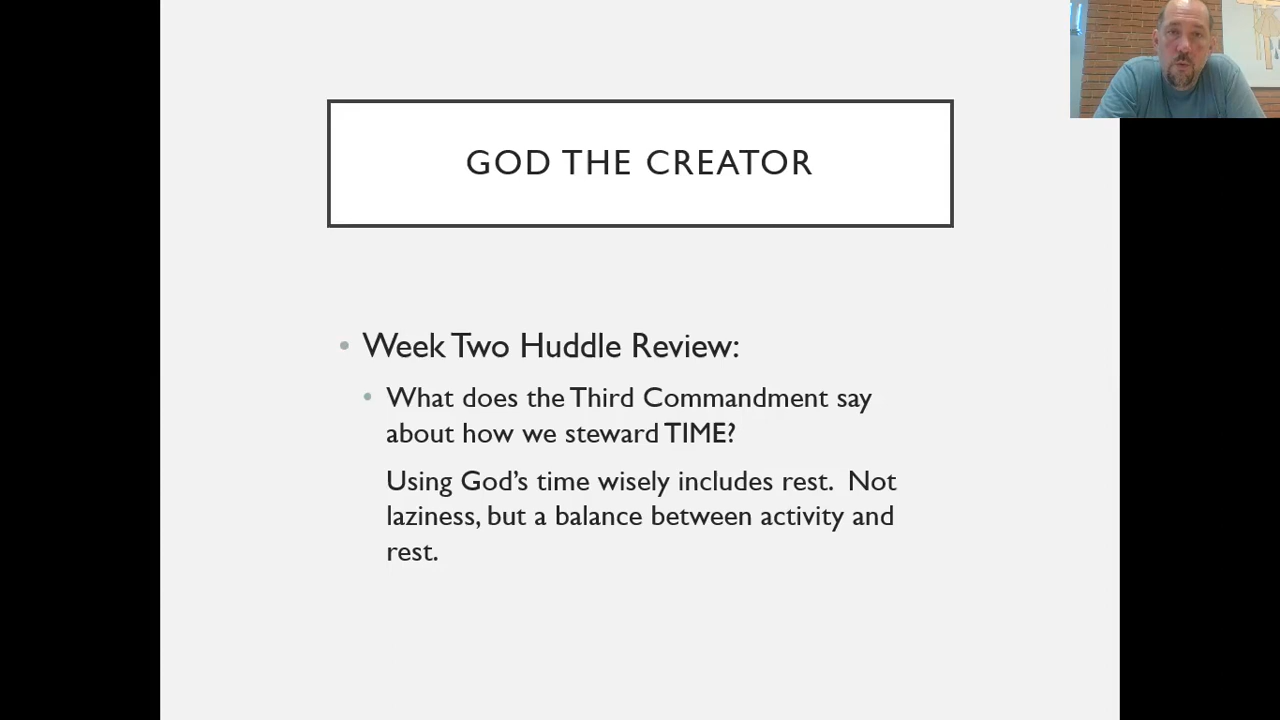 GOD THE CREATOR
• Week Two Huddle Review:
• What does the Third Commandment say
about how we steward TIME?
Using God's time wisely includes rest.  Not
laziness, but a balance between activity and
rest.